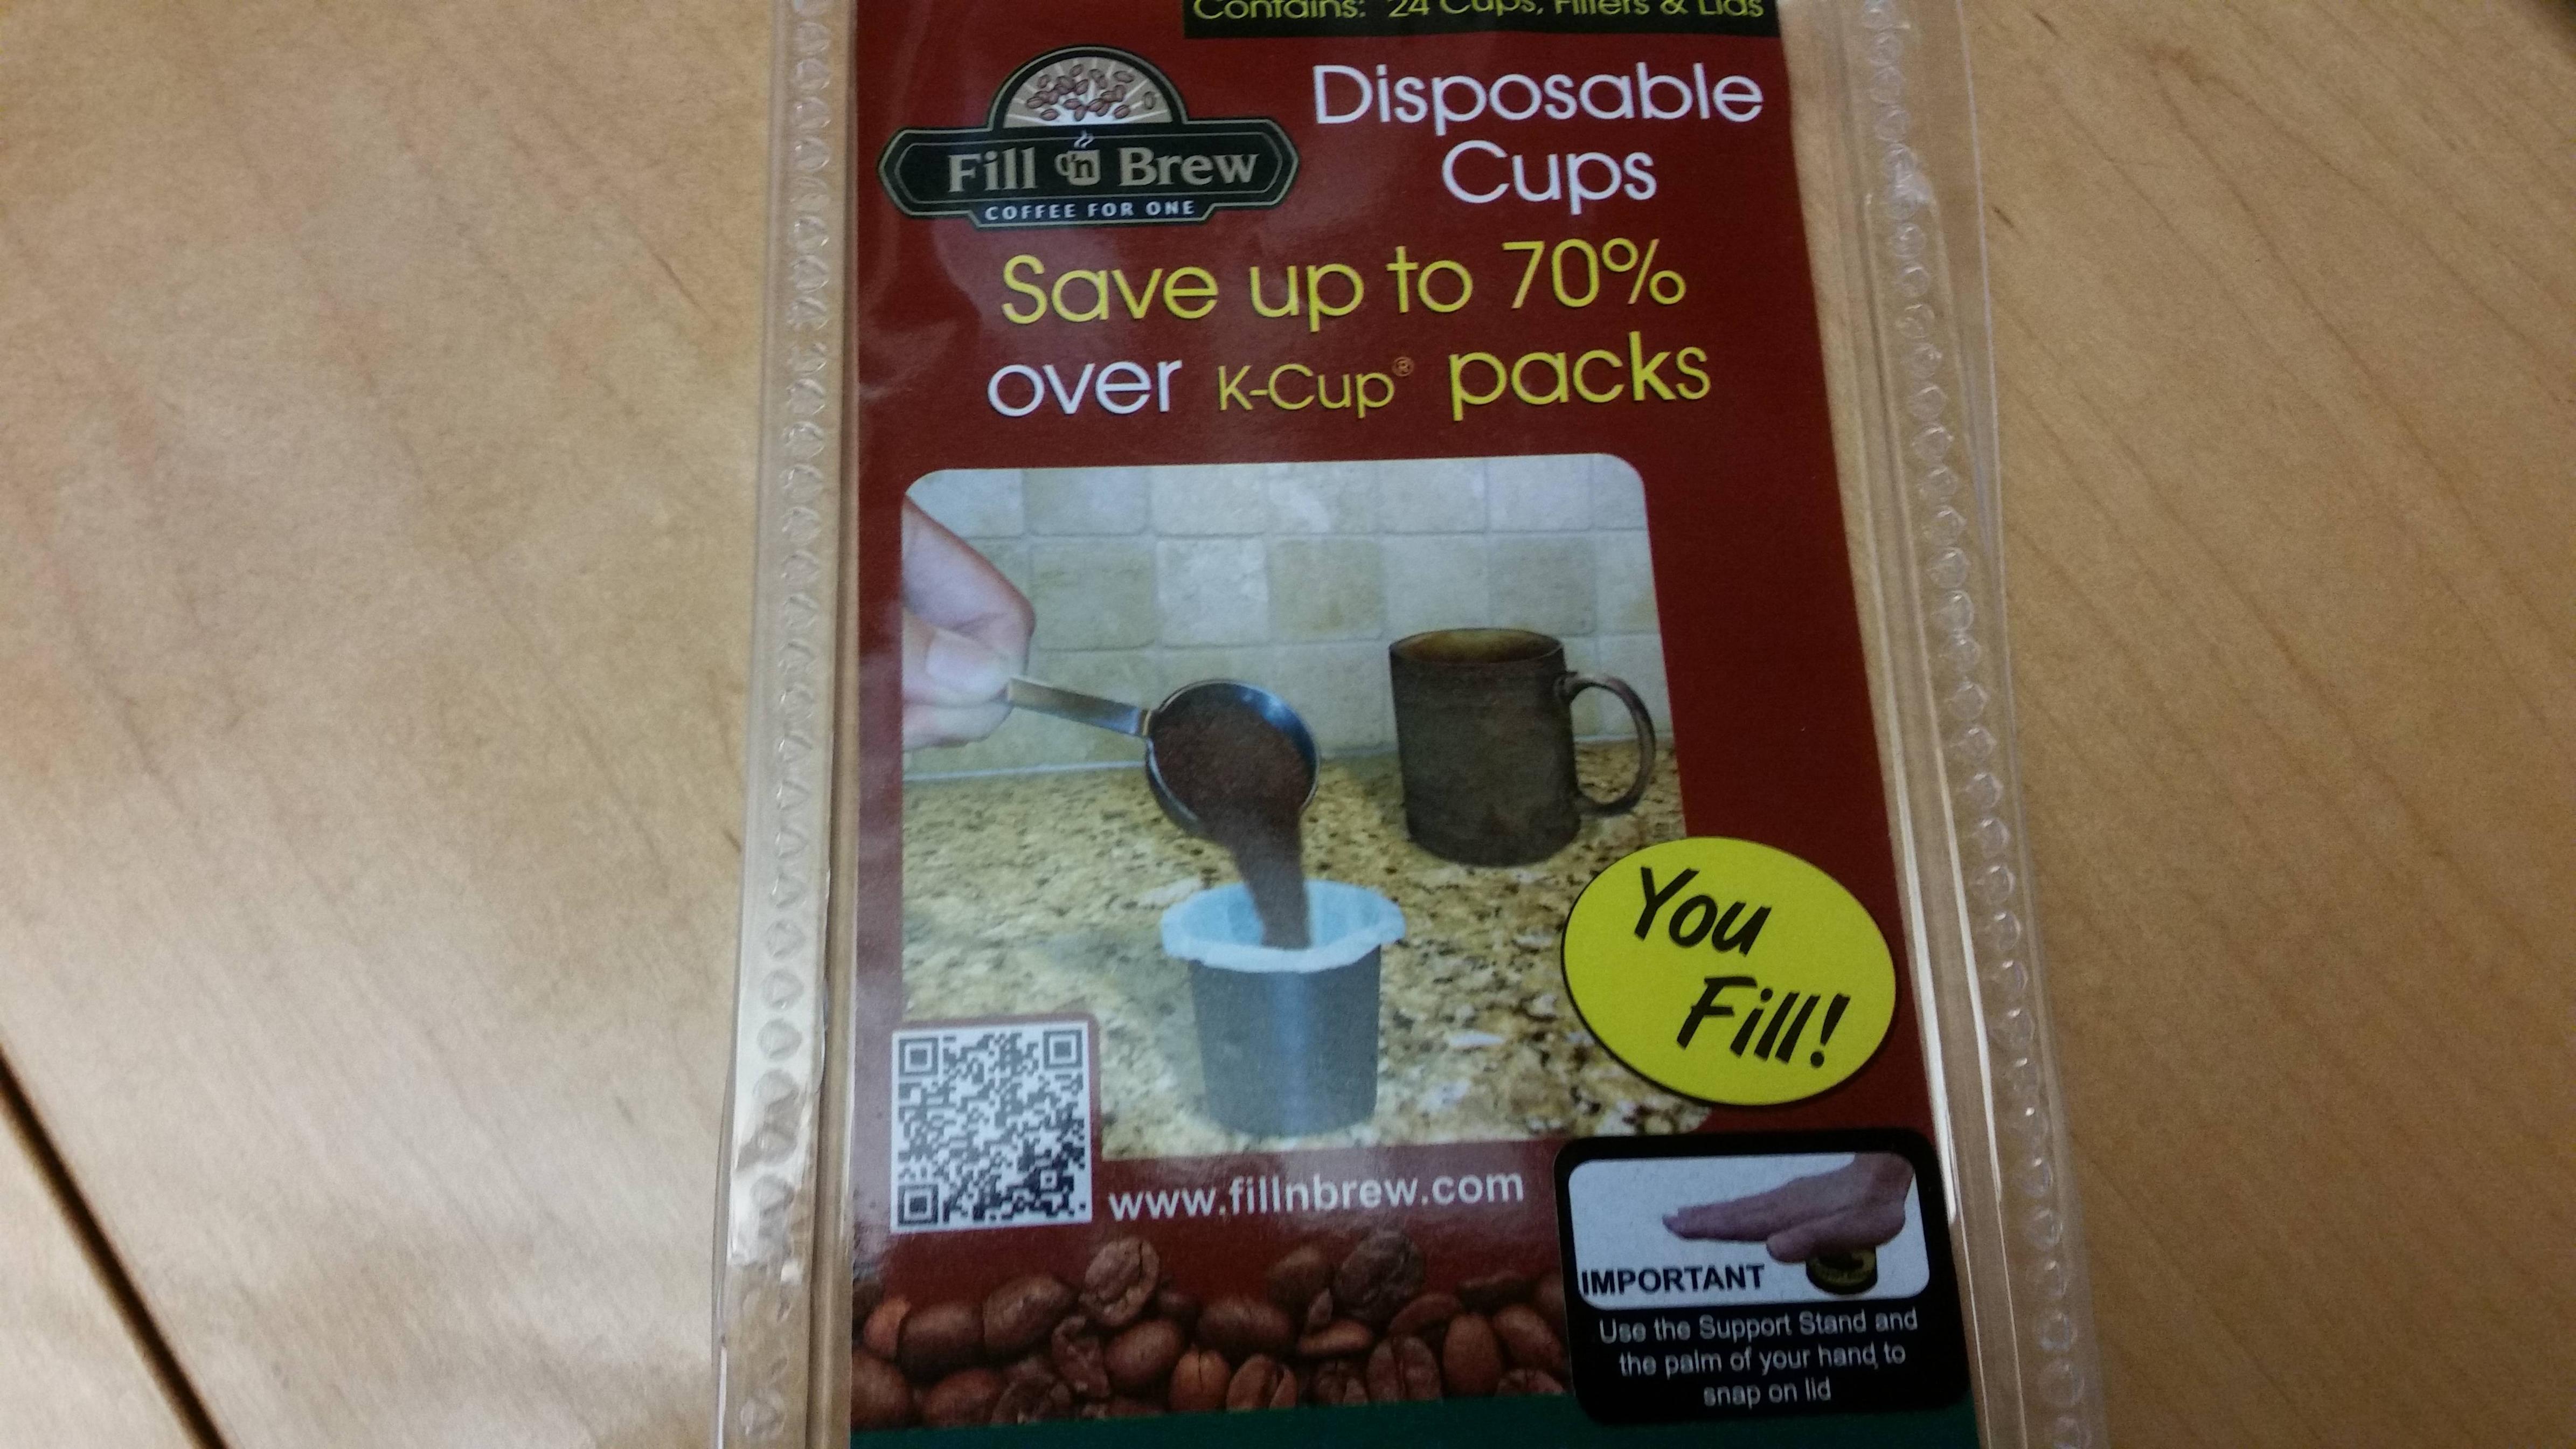 Contains: 24 Cups, Filters & Lids
Fill 'n Brew
COFFEE FOR ONE
Disposable
Cups
Save up to 70%
over K-Cup® packs
You
Fill!
www.fillnbrew.com
IMPORTANT
Use the Support Stand and
the palm of your hand to
snap on lid